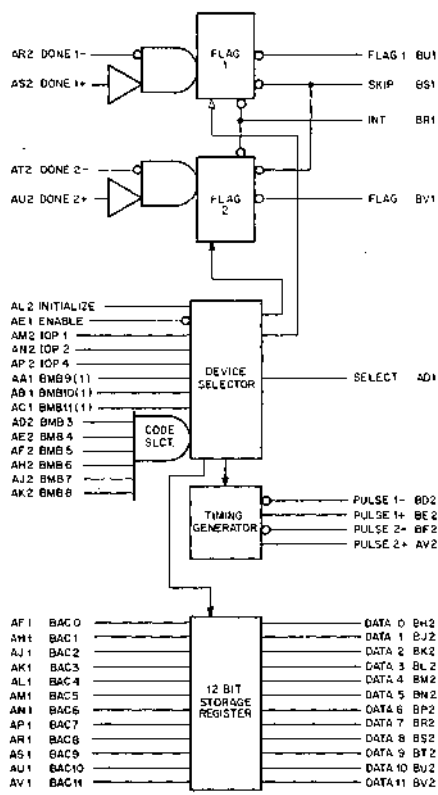 AR2 DONE 1-
AS2 DONE 1+
FLAG
1
FLAG 1 BU1
SKIP BS1
INT BR1
AT2 DONE 2-
AU2 DONE 2+
FLAG
2
FLAG BV1
AL2 INITIALIZE
AE1 ENABLE
AM2 IOP 1
AN2 IOP 2
AP2 IOP 4
AA1 BMB9(1)
AB1 BMB10(1)
AC1 BMB11(1)
AD2 BMB3
AE2 BMB4
AF2 BMB5
AH2 BMB6
AJ2 BMB7
AK2 BMB8
CODE
SLCT.
DEVICE
SELECTOR
SELECT AD1
TIMING
GENERATOR
PULSE 1- BD2
PULSE 1+ BE2
PULSE 2- BF2
PULSE 2+ AV2
AF1 BAC0
AH1 BAC1
AJ1 BAC2
AK1 BAC3
AL1 BAC4
AM1 BAC5
AN1 BAC6
AP1 BAC7
AR1 BAC8
AS1 BAC9
AU1 BAC10
AV1 BAC11
12 BIT
STORAGE
REGISTER
DATA 0 BH2
DATA 1 BJ2
DATA 2 BK2
DATA 3 BL2
DATA 4 BM2
DATA 5 BN2
DATA 6 BP2
DATA 7 BR2
DATA 8 BS2
DATA 9 BT2
DATA 10 BU2
DATA 11 BV2